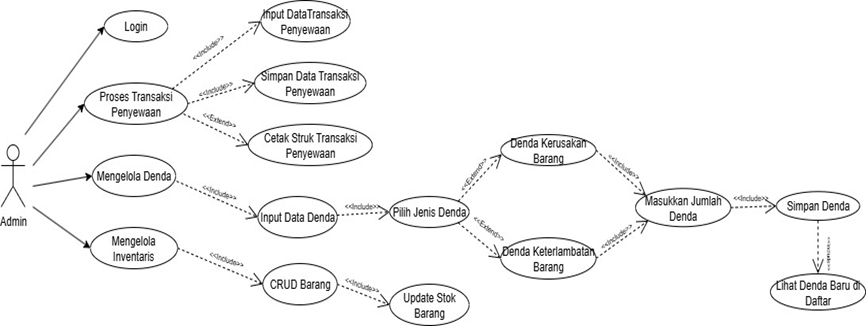 Login
Input DataTransaksi
Penyewaan
<<Include>>
Simpan Data Transaksi
Penyewaan
<<Include>>
Proses Transaksi
Penyewaan
<<Extend>>
Cetak Struk Transaksi
Penyewaan
Admin
Mengelola Denda
<<Include>>
Input Data Denda
<<Include>>
Pilih Jenis Denda
<<Extend>>
Denda Kerusakan
Barang
<<Include>>
<<Extend>>
Denda Keterlambatan
Barang
<<Include>>
Masukkan Jumlah
Denda
<<Include>>
Simpan Denda
Lihat Denda Baru di
Daftar
Mengelola
Inventaris
<<Include>>
CRUD Barang
<<Include>>
Update Stok
Barang